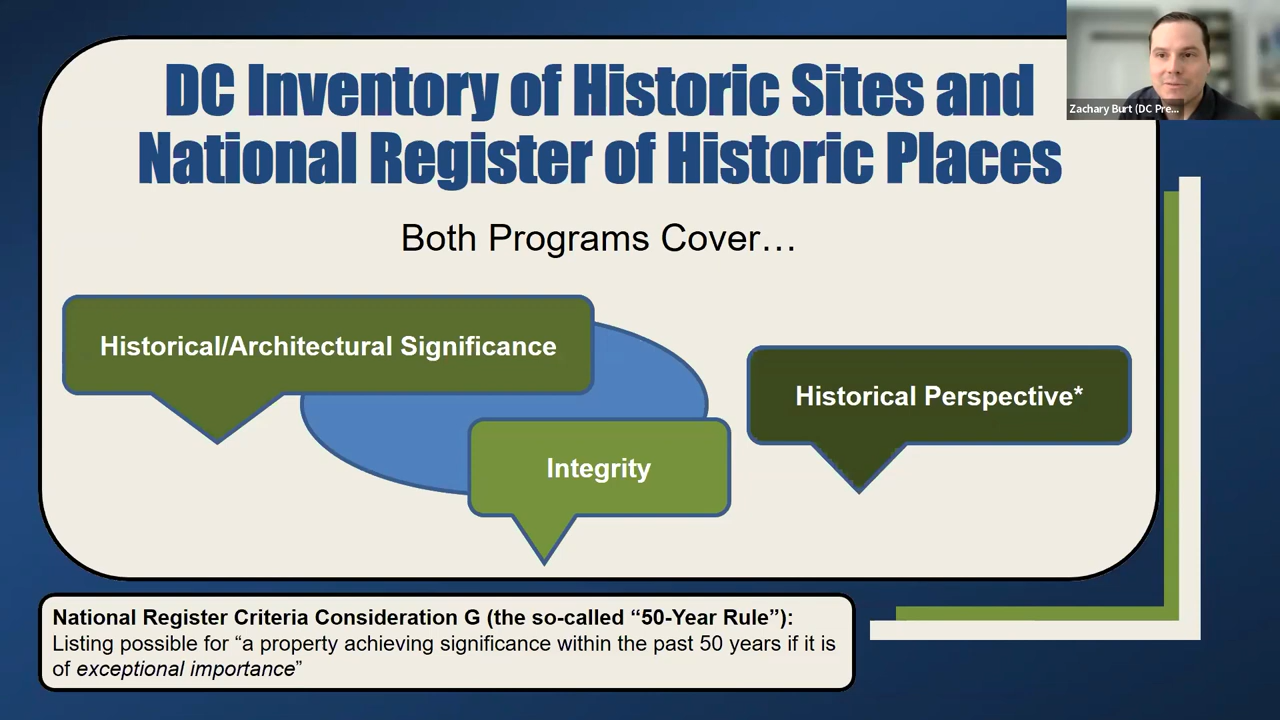 DC Inventory of Historic Sites and
National Register of Historic Places
Zachary Burt (DC Pre...
Both Programs Cover…
Historical/Architectural Significance
Historical Perspective*
Integrity
National Register Criteria Consideration G (the so-called “50-Year Rule”):
Listing possible for “a property achieving significance within the past 50 years if it is
of exceptional importance”